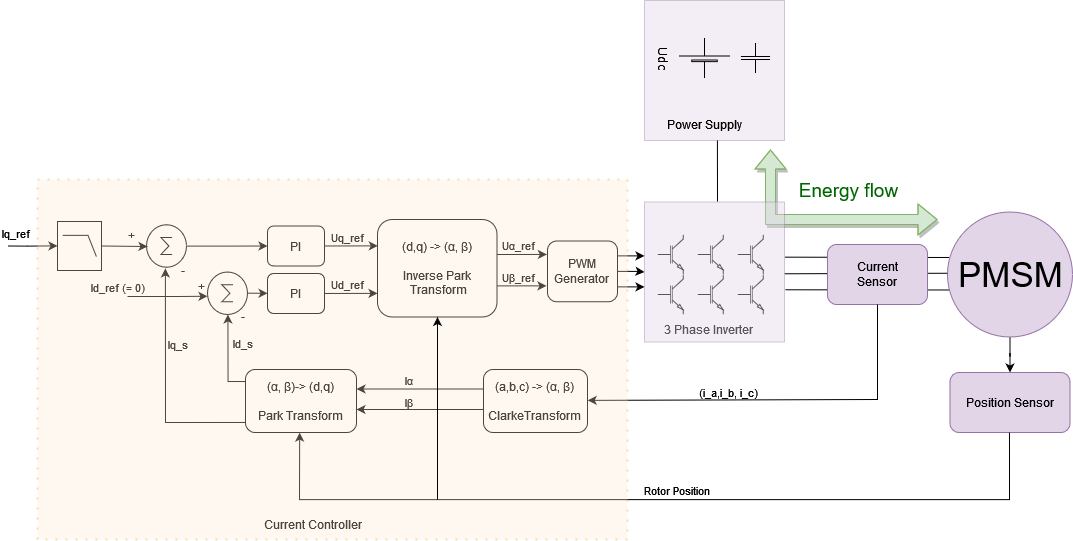 Udc
Power Supply
Energy flow
Iq_ref
+
Σ
-
PI
Uq_ref
(d,q) -> (α, β)
Inverse Park
Transform
Uα_ref
Uβ_ref
PWM
Generator
3 Phase Inverter
Current
Sensor
PMSM
Id_ref (= 0)
+
Σ
-
PI
Ud_ref
Iq_s
Id_s
(α, β)-> (d,q)
Park Transform
Iα
Iβ
(a,b,c) -> (α, β)
ClarkeTransform
(i_a,i_b, i_c)
Position Sensor
Rotor Position
Current Controller